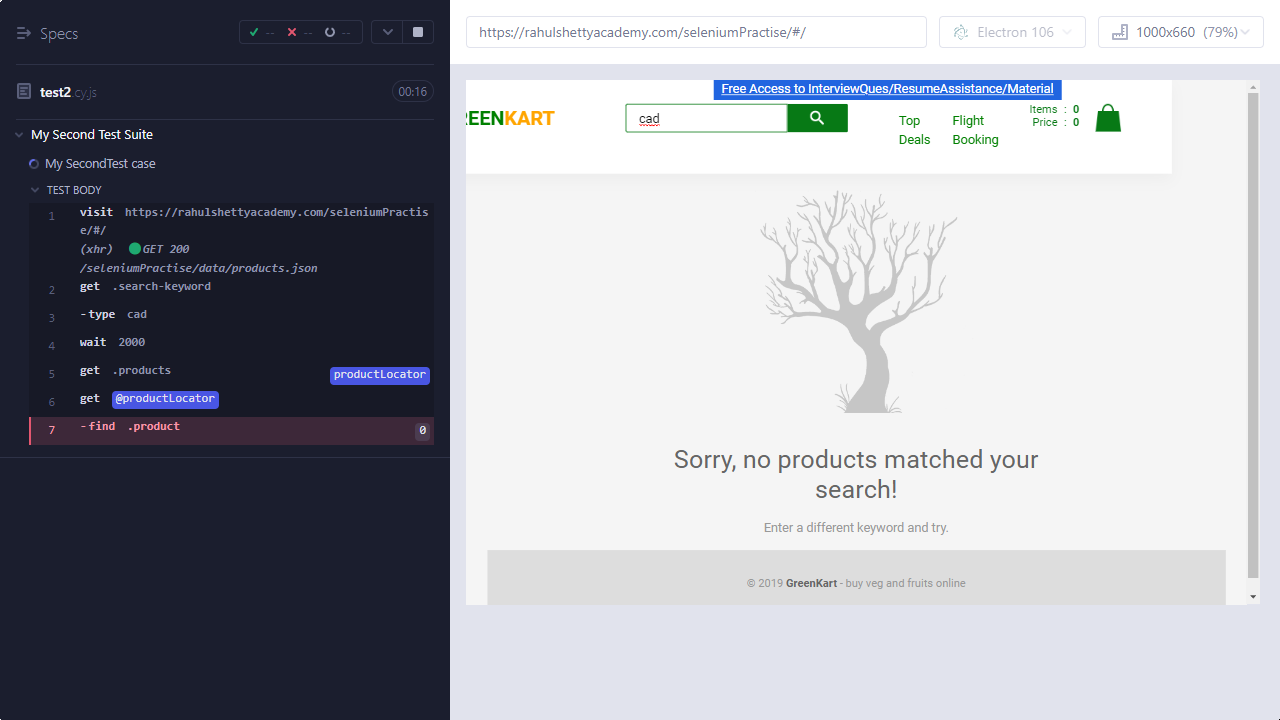 Specs
-- -- --
test2.cy.js
00:16
My Second Test Suite
My SecondTest case
TEST BODY
1 visit https://rahulshettyacademy.com/seleniumPractis
e/#/
(xhr) GET 200
/seleniumPractise/data/products.json
2 get .search-keyword
3 -type cad
4 wait 2000
5 get .products productLocator
6 get @productLocator
7 -find .product 0
https://rahulshettyacademy.com/seleniumPractise/#/
Electron 106
1000x660 (79%)
Free Access to InterviewQues/ResumeAssistance/Material
REENKART
cad
Top
Deals
Flight
Booking
Items : 0
Price : 0
Sorry, no products matched your
search!
Enter a different keyword and try.
© 2019 GreenKart - buy veg and fruits online